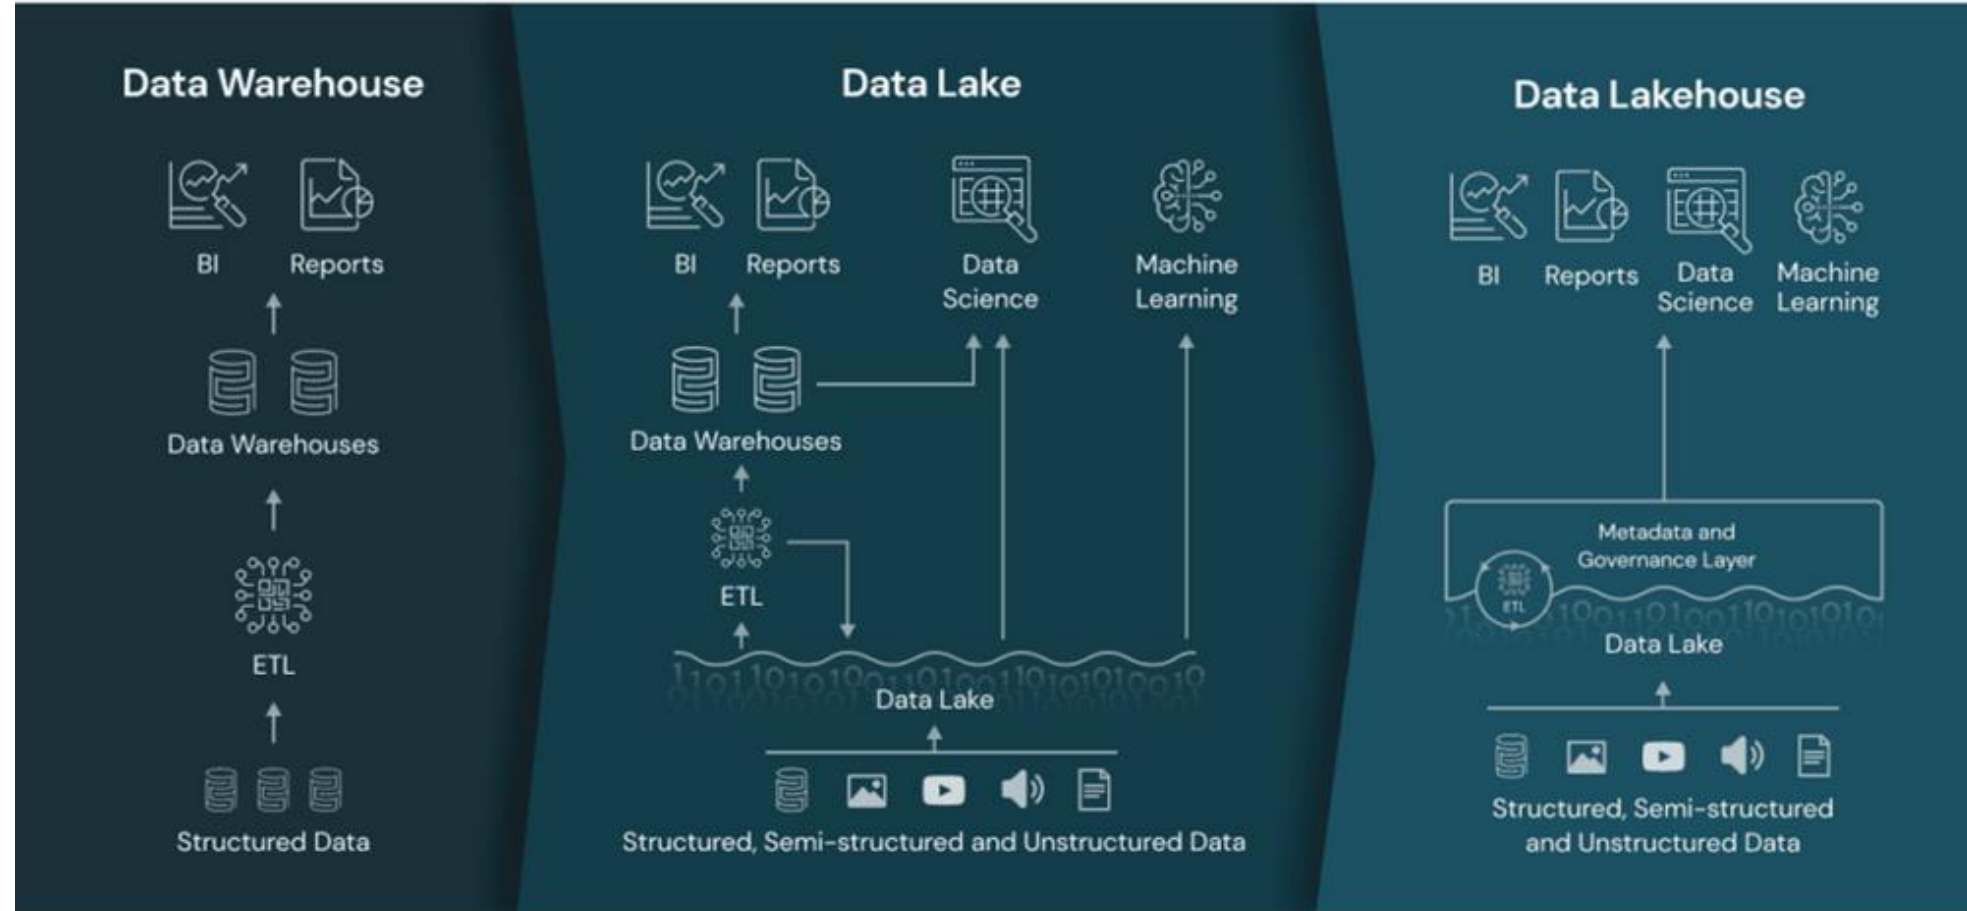 Data Warehouse
BI
Reports
Data Warehouses
ETL
Structured Data
Data Lake
BI
Reports
Data
Science
Machine
Learning
Data Warehouses
ETL
Data Lake
Structured, Semi-structured and Unstructured Data
Data Lakehouse
BI
Reports
Data
Science
Machine
Learning
Metadata and
Governance Layer
ETL
Data Lake
Structured, Semi-structured
and Unstructured Data